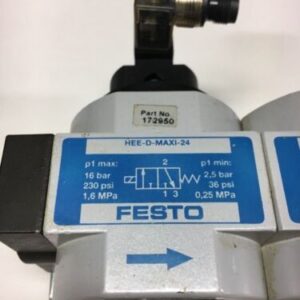 Part No.
172950
HEE-D-MAXI-24
p1 max:
16 bar
230 psi
1,6 MPa
2
1 3
p1 min:
2,5 bar
36 psi
0,25 MPa
FESTO